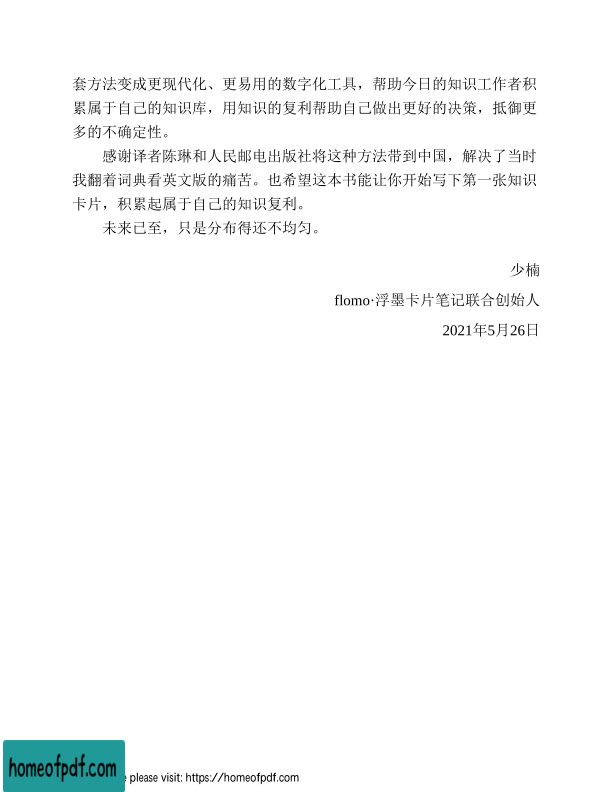 套方法变成更现代化、更易用的数字化工具，帮助今日的知识工作者积
累属于自己的知识库，用知识的复利帮助自己做出更好的决策，抵御更
多的不确定性。
感谢译者陈琳和人民邮电出版社将这种方法带到中国，解决了当时
我翻着词典看英文版的痛苦。也希望这本书能让你开始写下第一张知识
卡片，积累起属于自己的知识复利。
未来已至，只是分布得还不均匀。
少楠
flomo·浮墨卡片笔记联合创始人
2021年5月26日
homeofpdf.com
please visit: https://homeofpdf.com